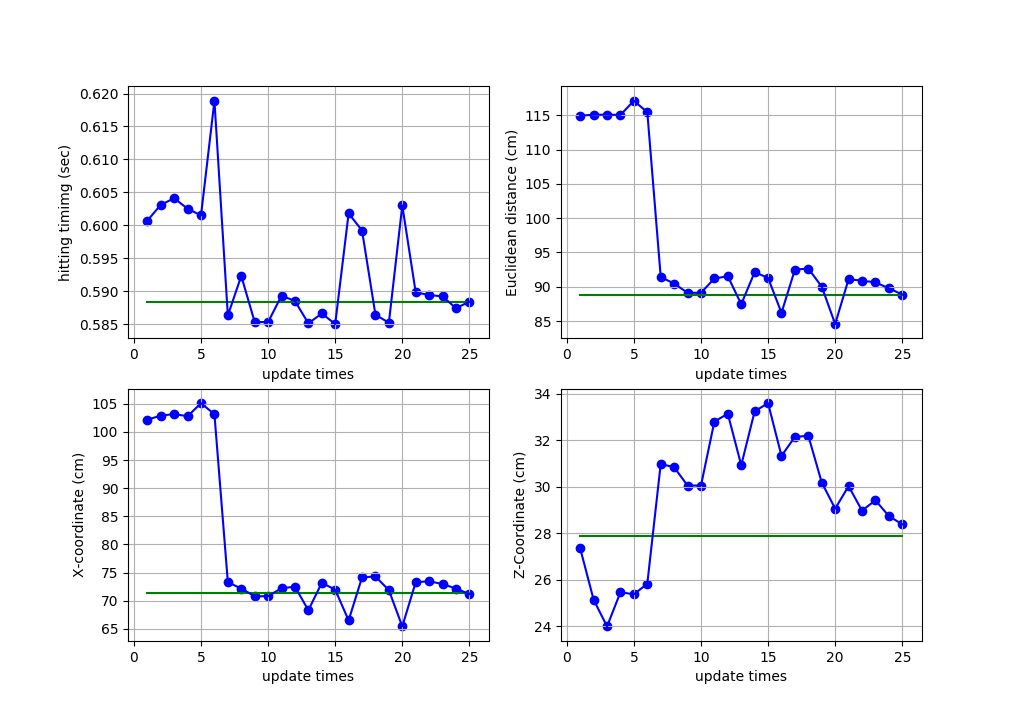 hitting timimg (sec)
0.620
0.615
0.610
0.605
0.600
0.595
0.590
0.585
0 5 10 15 20 25
update times
Euclidean distance (cm)
115
110
105
100
95
90
85
0 5 10 15 20 25
update times
X-coordinate (cm)
105
100
95
90
85
80
75
70
65
0 5 10 15 20 25
update times
Z-Coordinate (cm)
34
32
30
28
26
24
0 5 10 15 20 25
update times